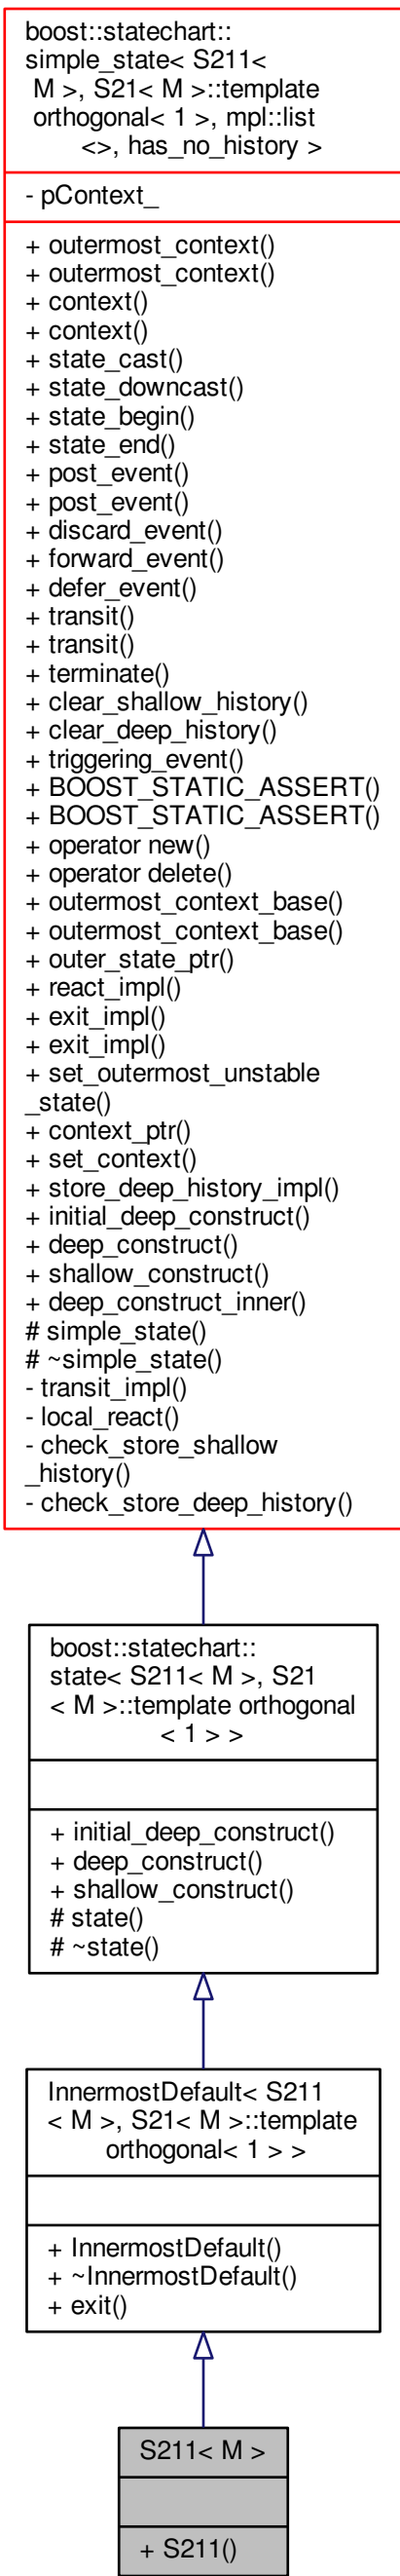 boost::statechart::
simple_state< S211<
M >, S21< M >::template
orthogonal< 1 >, mpl::list
<>, has_no_history >
- pContext_
+ outermost_context()
+ outermost_context()
+ context()
+ context()
+ state_cast()
+ state_downcast()
+ state_begin()
+ state_end()
+ post_event()
+ post_event()
+ discard_event()
+ forward_event()
+ defer_event()
+ transit()
+ transit()
+ terminate()
+ clear_shallow_history()
+ clear_deep_history()
+ triggering_event()
+ BOOST_STATIC_ASSERT()
+ BOOST_STATIC_ASSERT()
+ operator new()
+ operator delete()
+ outermost_context_base()
+ outermost_context_base()
+ outer_state_ptr()
+ react_impl()
+ exit_impl()
+ exit_impl()
+ set_outermost_unstable
_state()
+ context_ptr()
+ set_context()
+ store_deep_history_impl()
+ initial_deep_construct()
+ deep_construct()
+ shallow_construct()
+ deep_construct_inner()
# simple_state()
# ~simple_state()
- transit_impl()
- local_react()
- check_store_shallow
_history()
- check_store_deep_history()
boost::statechart::
state< S211< M >, S21
< M >::template orthogonal
< 1 > >
+ initial_deep_construct()
+ deep_construct()
+ shallow_construct()
# state()
# ~state()
InnermostDefault< S211
< M >, S21< M >::template
orthogonal< 1 > >
+ InnermostDefault()
+ ~InnermostDefault()
+ exit()
S211< M >
+ S211()